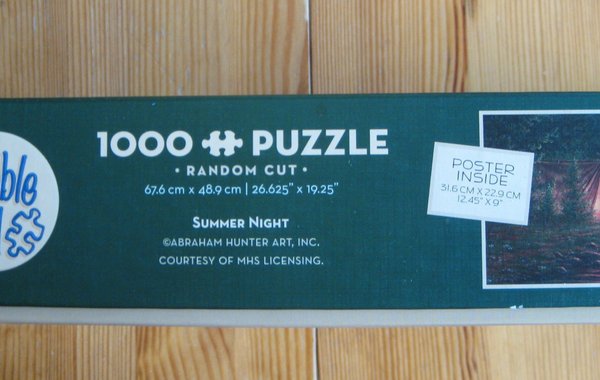 ble
1000 PUZZLE
· RANDOM CUT ·
67.6 cm x 48.9 cm | 26.625" x 19.25"
SUMMER NIGHT
©ABRAHAM HUNTER ART, INC.
COURTESY OF MHS LICENSING.
POSTER
INSIDE
31.6 CM X 22.9 CM
12.45" X 9"